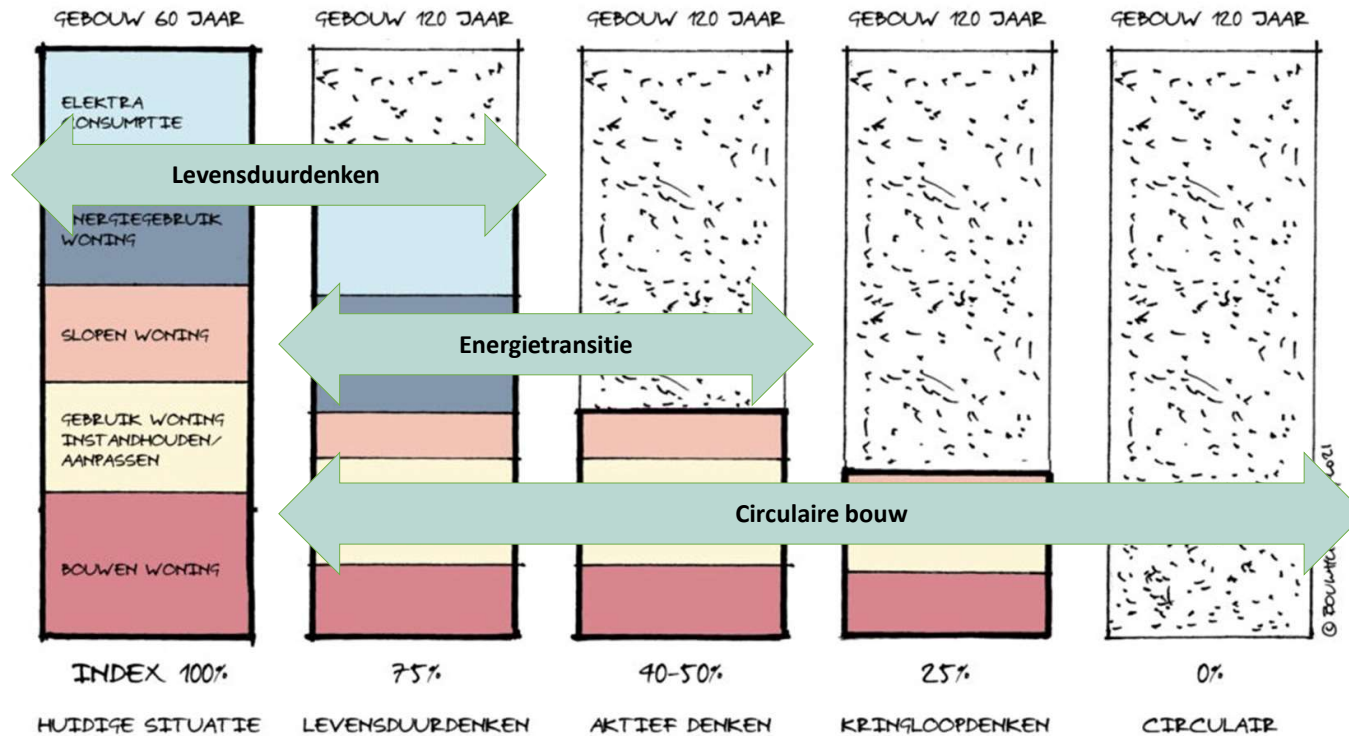 GEBOUW 60 JAAR
GEBOUW 120 JAAR
GEBOUW 120 JAAR
GEBOUW 120 JAAR
GEBOUW 120 JAAR
ELEKTRA
CONSUMPTIE
Levensduurdenken
ENERGIEGEBRUIK
WONING
SLOPEN WONING
Energietransitie
GEBRUIK WONING
INSTANDHOUDEN/
AANPASSEN
Circulaire bouw
BOUWEN WONING
2021
INDEX 100%
75%
40-50%
25%
0%
HUIDIGE SITUATIE
LEVENSDUURDENKEN
AKTIEF DENKEN
KRINGLOOPDENKEN
CIRCULAIR